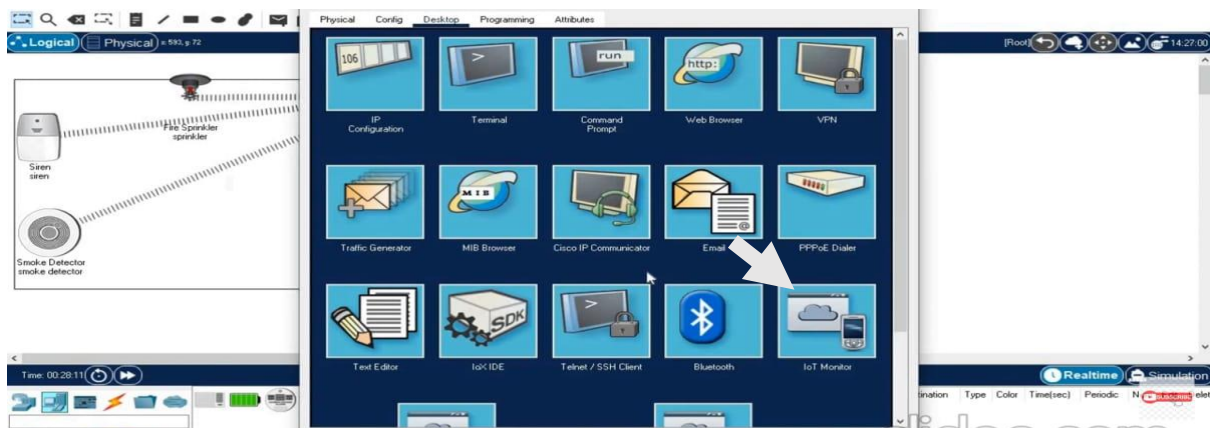 Physical Config Desktop Programming Attributes
Logical Physical x: 593, y: 72
[Root] 14:27:00
106
run
http:
IP Configuration
Terminal
Command Prompt
Web Browser
VPN
Fire Sprinkler
sprinkler
Siren
siren
MIB
Traffic Generator
MIB Browser
Cisco IP Communicator
Email
PPPoE Dialer
Smoke Detector
smoke detector
SDK
Text Editor
IoX IDE
Telnet / SSH Client
Bluetooth
IoT Monitor
Time: 00:28:11
Realtime Simulation
Type Color Time(sec) Periodic
SUBSCRIBE